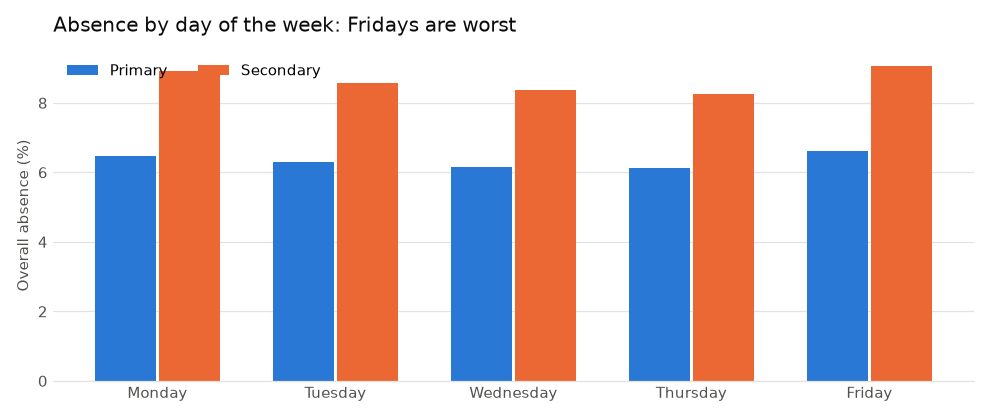 Absence by day of the week: Fridays are worst
Primary Secondary
Overall absence (%)
8
6
4
2
0
Monday Tuesday Wednesday Thursday Friday